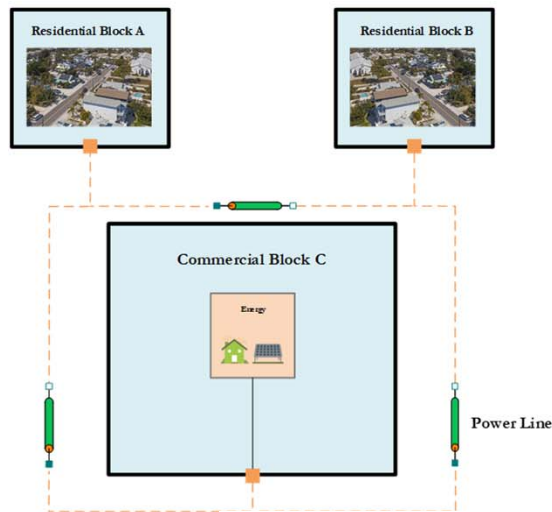 Residential Block A
Residential Block B
Commercial Block C
Energy
Power Line